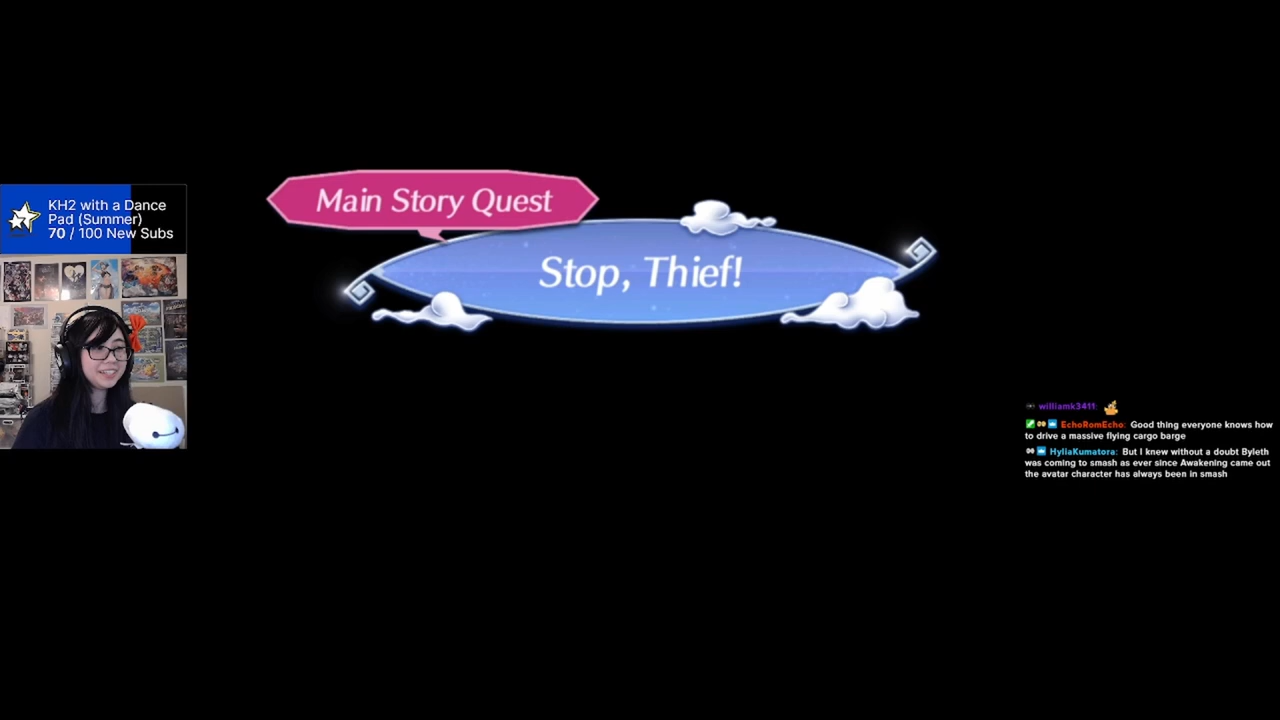 KH2 with a Dance
Pad (Summer)
70 / 100 New Subs
Main Story Quest
Stop, Thief!
williamk3411:
EchoRomEcho: Good thing everyone knows how
to drive a massive flying cargo barge
HyliaKumatora: But I knew without a doubt Byleth
was coming to smash as ever since Awakening came out
the avatar character has always been in smash